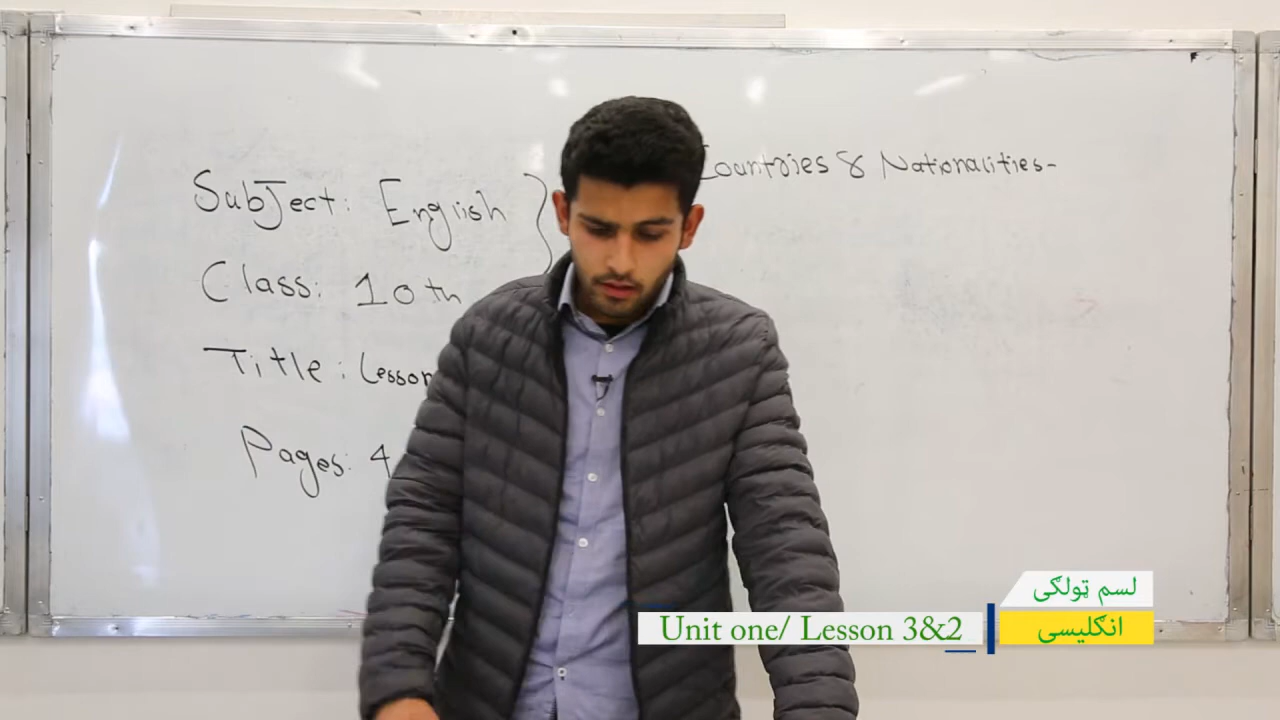 Subject: English
Class: 10th
Title: Lesson
Pages: 4
Countries & Nationalities-
لسم ټولګی
انګلیسی
Unit one/ Lesson 3&2